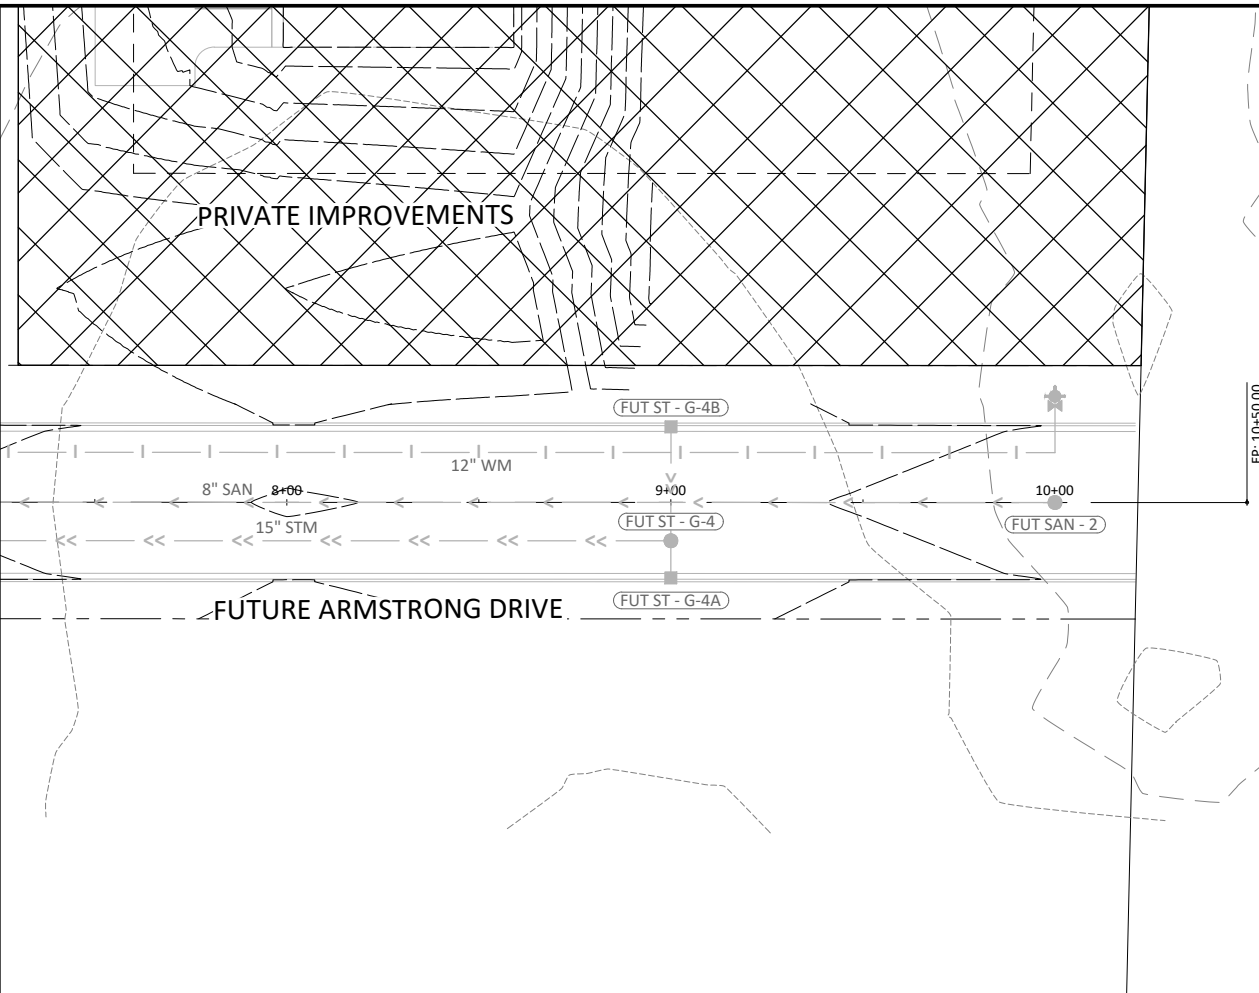 PRIVATE IMPROVEMENTS
FUT ST - G-4B
EP: 10+50.00
12" WM
8" SAN
8+00
9+00
10+00
15" STM
FUT ST - G-4
FUT SAN - 2
FUT ST - G-4A
FUTURE ARMSTRONG DRIVE